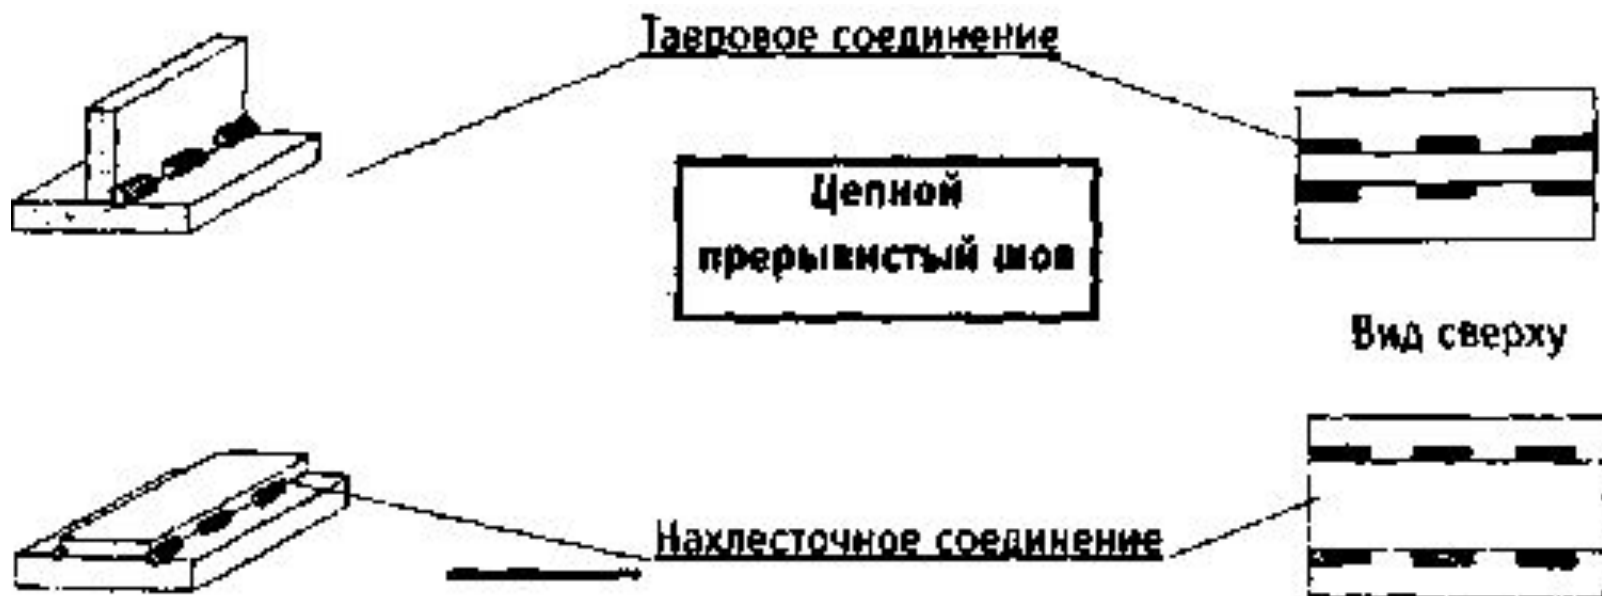 Тавровое соединение
Цепной
прерывистый шов
Вид сверху
Нахлесточное соединение